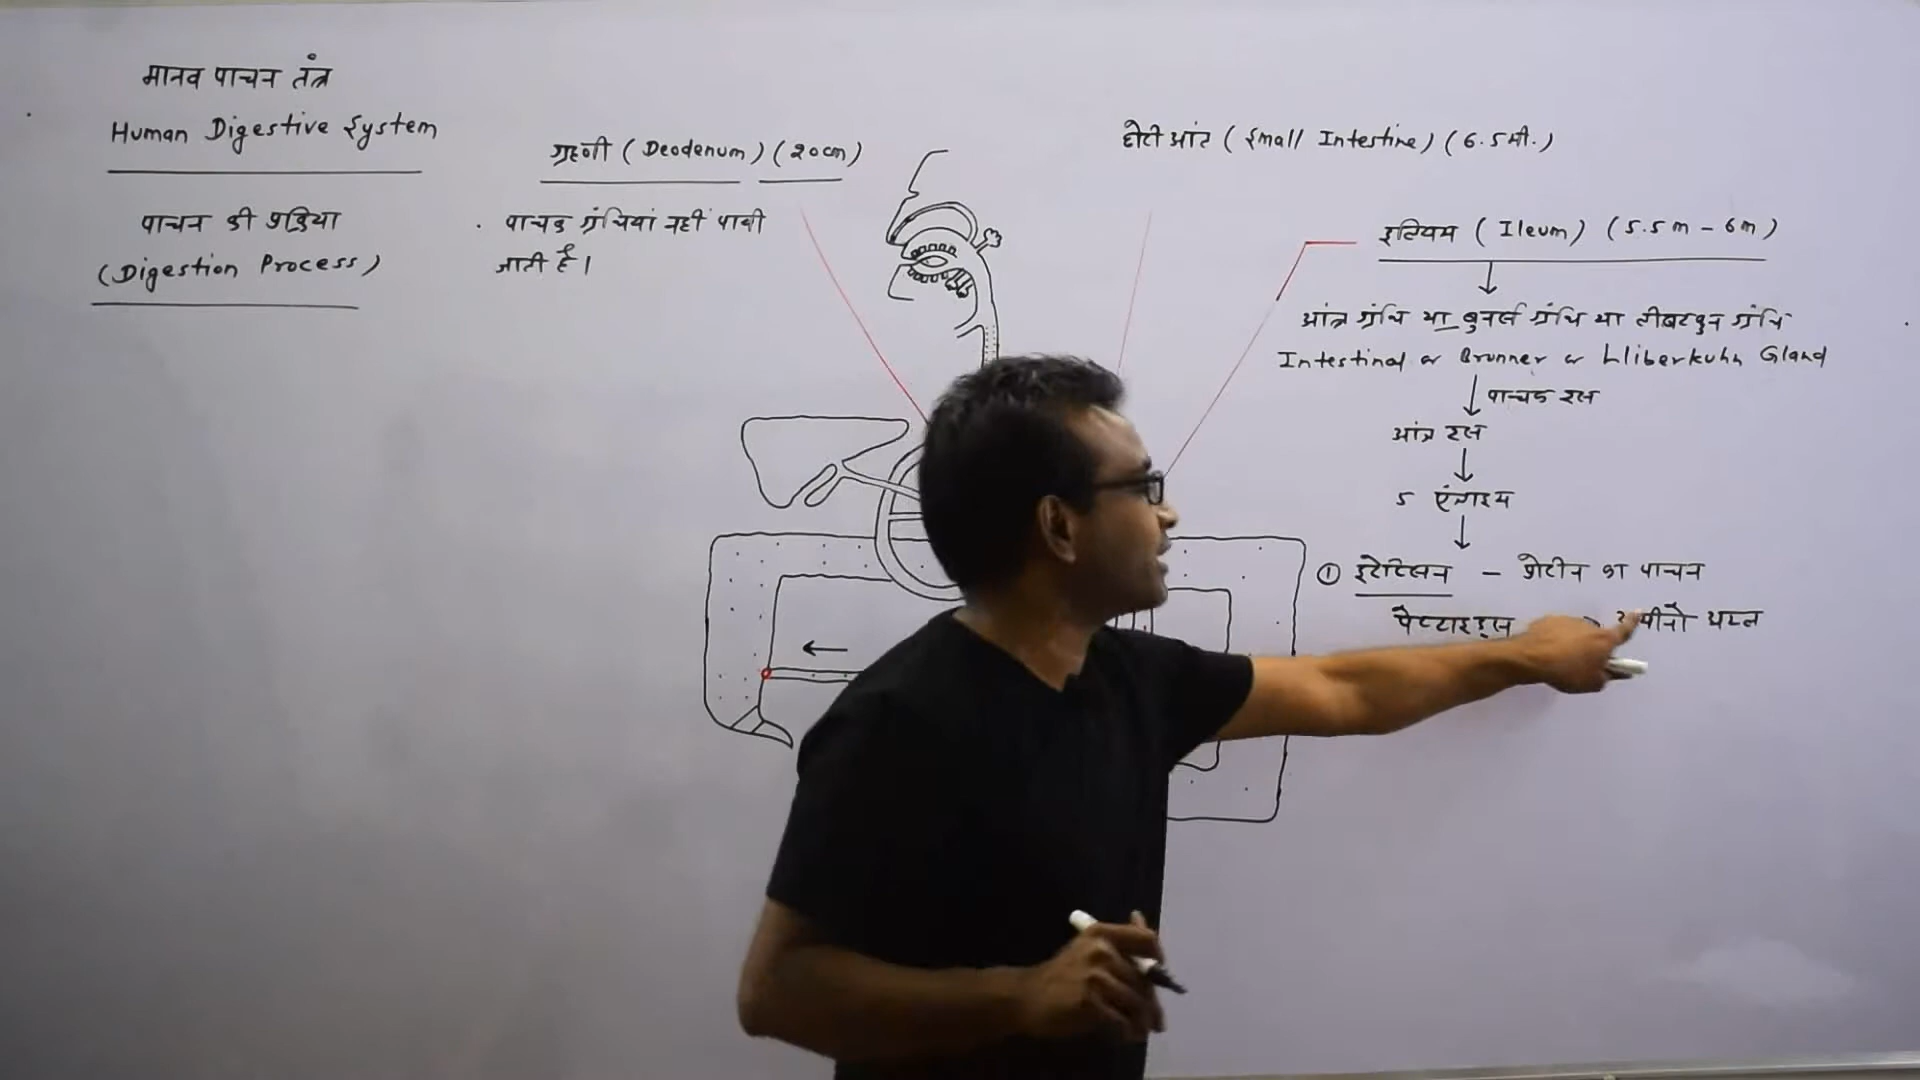 मानव पाचन तंत्र
Human Digestive System
पाचन की प्रक्रिया
(Digestion Process)
ग्रहणी (Deodenum) (20cm)
. पाचक ग्रंथियां नहीं पायी
जाती है।
छोटी आंत (Small Intestine) (6.5मी.)
इलियम (Ileum) (5.5m - 6m)
आंत्र ग्रंथि या ब्रुनर्स ग्रंथि या लीबरकुन ग्रंथि
Intestinal or Brunner or Lliberkuhn Gland
पाचक रस
आंत्र रस
5 एंजाइम
① इरेप्सिन - प्रोटीन का पाचन
पेप्टाइड्स अमीनो अम्ल